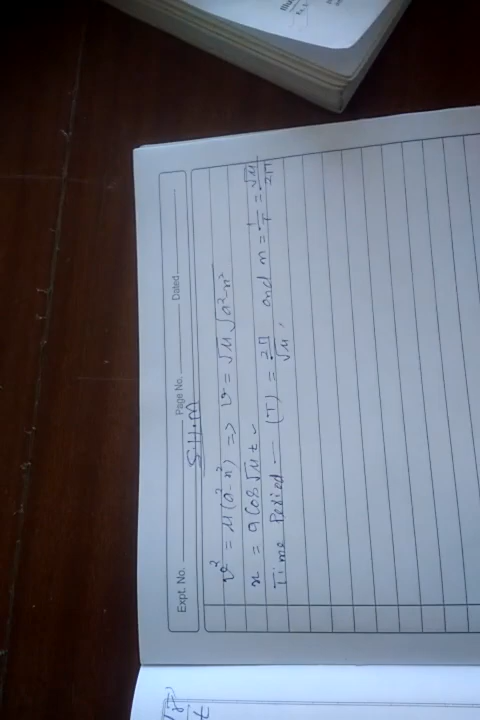 Expt. No. Page No. Dated
S.H.M
v² = μ(a²-x²) => v = √μ √a²-x²
x = a Cos √μ t
Time Period — (T) = 2π/√μ , and n = 1/T = √μ/2π